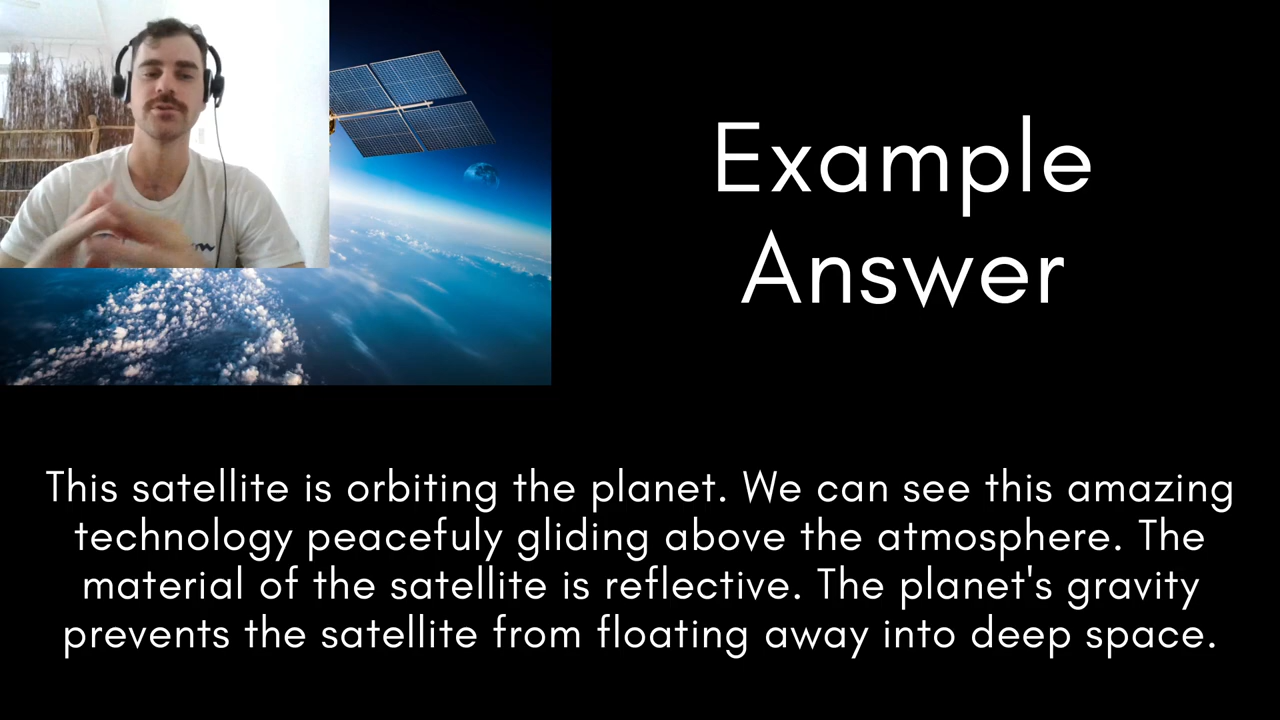 Example
Answer
This satellite is orbiting the planet. We can see this amazing
technology peacefuly gliding above the atmosphere. The
material of the satellite is reflective. The planet's gravity
prevents the satellite from floating away into deep space.